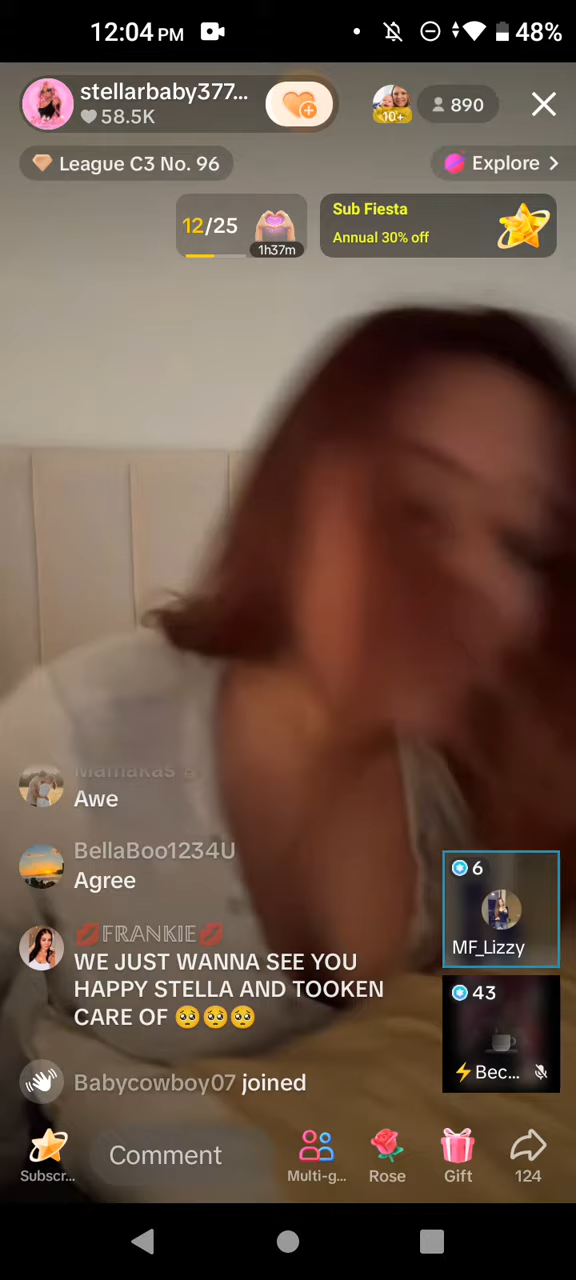 12:04 PM
48%
stellarbaby377...
58.5K
10+
890
League C3 No. 96
Explore
12/25
1h37m
Sub Fiesta
Annual 30% off
Mamakas
Awe
BellaBoo1234U
Agree
💋FRANKIE💋
WE JUST WANNA SEE YOU
HAPPY STELLA AND TOOKEN
CARE OF 🥺🥺🥺
Babycowboy07 joined
6
MF_Lizzy
43
⚡Bec...
Comment
Subscr...
Multi-g...
Rose
Gift
124